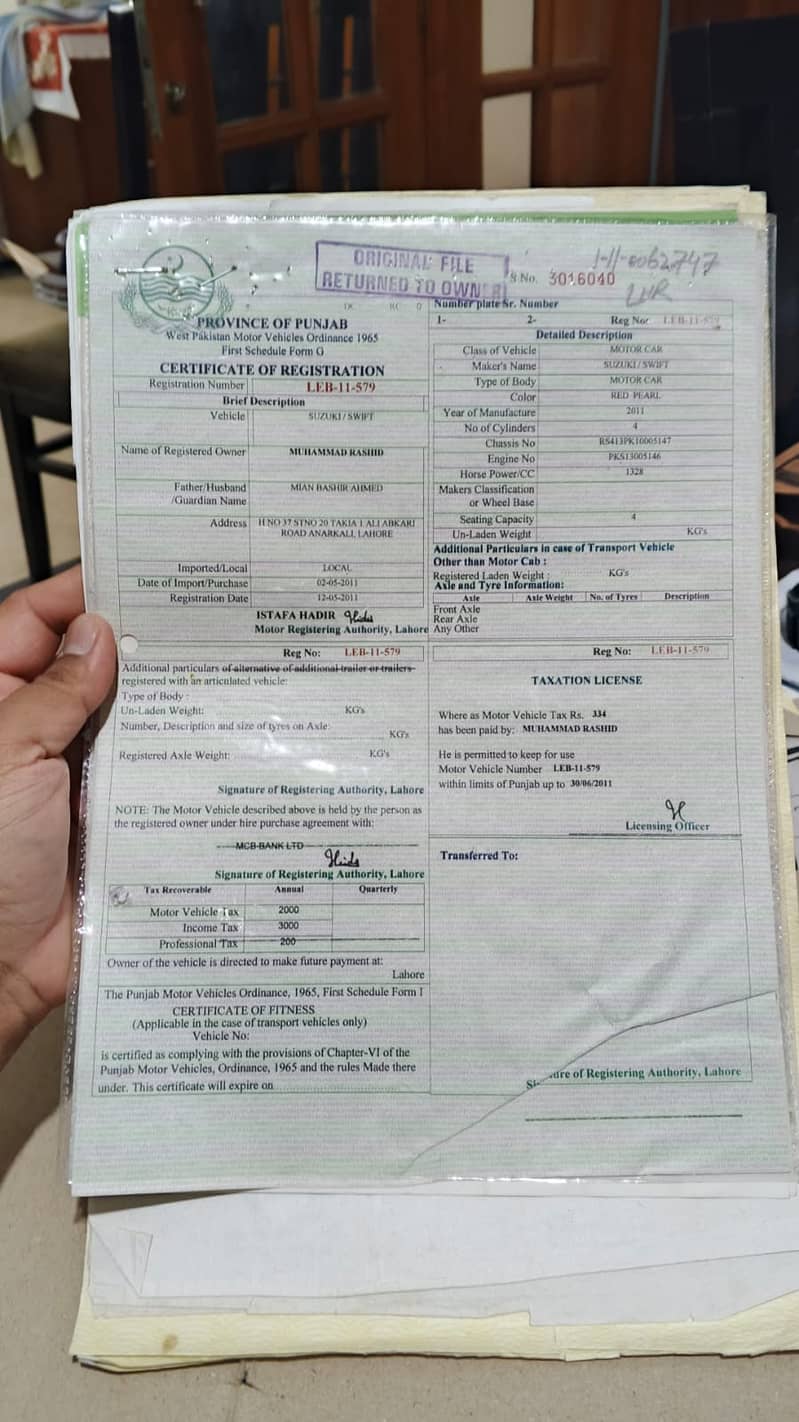 ORIGINAL FILE
RETURNED TO OWNER
S No. 3016040
1-11-8062747
LHR
PROVINCE OF PUNJAB
West Pakistan Motor Vehicles Ordinance 1965
First Schedule Form G
CERTIFICATE OF REGISTRATION
Registration Number LEB-11-579
Brief Description
Vehicle SUZUKI / SWIFT
Name of Registered Owner MUHAMMAD RASHID
Father/Husband MIAN BASHIR AHMED
/Guardian Name
Address H NO 37 STNO 20 TAKIA 1 ALI ABKARI
ROAD ANARKALI, LAHORE
Imported/Local LOCAL
Date of Import/Purchase 02-05-2011
Registration Date 12-05-2011
ISTAFA HADIR
Motor Registering Authority, Lahore
Number plate Sr. Number
1- 2- Reg No: LEB-11-579
Detailed Description
Class of Vehicle MOTOR CAR
Maker's Name SUZUKI / SWIFT
Type of Body MOTOR CAR
Color RED PEARL
Year of Manufacture 2011
No of Cylinders 4
Chassis No RS413PK10005147
Engine No PKS13005146
Horse Power/CC 1328
Makers Classification
or Wheel Base
Seating Capacity 4
Un-Laden Weight KG's
Additional Particulars in case of Transport Vehicle
Other than Motor Cab :
Registered Laden Weight : KG's
Axle and Tyre Information:
Axle Axle Weight No. of Tyres Description
Front Axle
Rear Axle
Any Other
Reg No: LEB-11-579
Additional particulars of alternative of additional trailer or trailers
registered with an articulated vehicle:
Type of Body :
Un-Laden Weight: KG's
Number, Description and size of tyres on Axle:
KG's
Registered Axle Weight: KG's
Signature of Registering Authority, Lahore
NOTE: The Motor Vehicle described above is held by the person as
the registered owner under hire purchase agreement with:
MCB BANK LTD
Signature of Registering Authority, Lahore
Tax Recoverable Annual Quarterly
Motor Vehicle Tax 2000
Income Tax 3000
Professional Tax 200
Owner of the vehicle is directed to make future payment at:
Lahore
The Punjab Motor Vehicles Ordinance, 1965, First Schedule Form I
CERTIFICATE OF FITNESS
(Applicable in the case of transport vehicles only)
Vehicle No:
is certified as complying with the provisions of Chapter-VI of the
Punjab Motor Vehicles, Ordinance, 1965 and the rules Made there
under. This certificate will expire on
Reg No: LEB-11-579
TAXATION LICENSE
Where as Motor Vehicle Tax Rs. 334
has been paid by: MUHAMMAD RASHID
He is permitted to keep for use
Motor Vehicle Number LEB-11-579
within limits of Punjab up to 30/06/2011
Licensing Officer
Transferred To:
of Registering Authority, Lahore